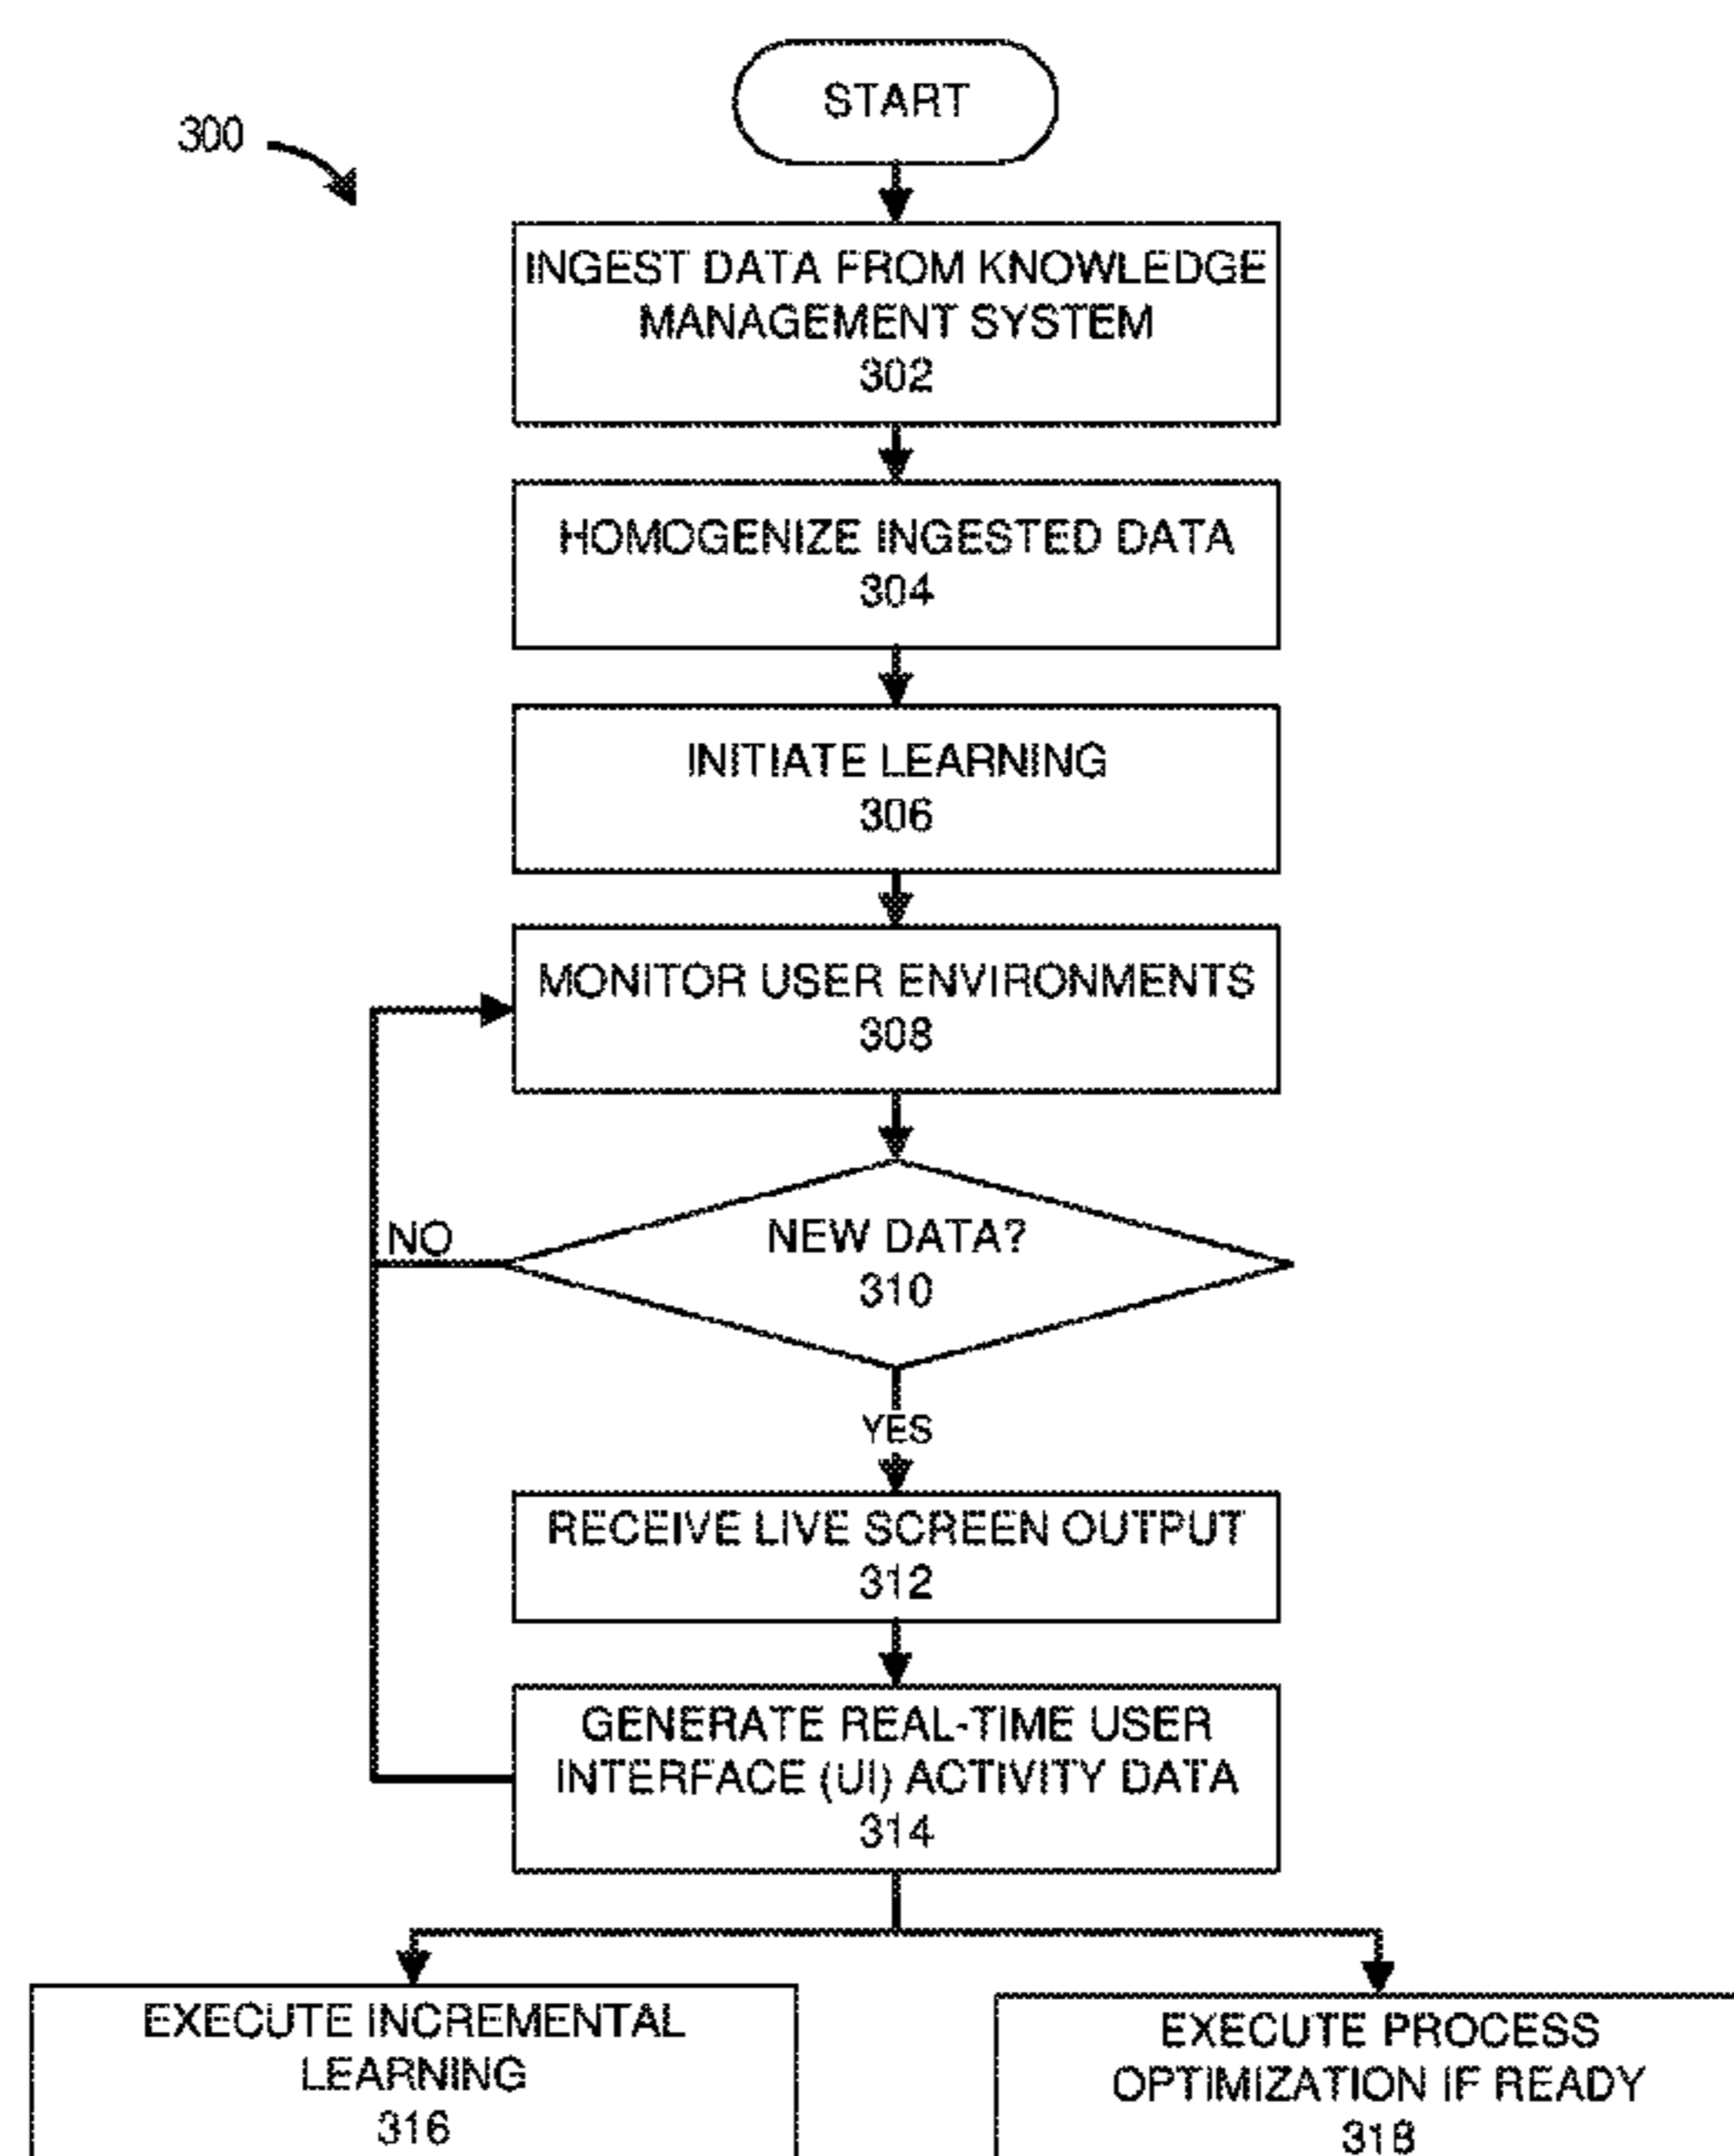 START
300
INGEST DATA FROM KNOWLEDGE
MANAGEMENT SYSTEM
302
HOMOGENIZE INGESTED DATA
304
INITIATE LEARNING
306
MONITOR USER ENVIRONMENTS
308
NEW DATA?
310
NO
YES
RECEIVE LIVE SCREEN OUTPUT
312
GENERATE REAL-TIME USER
INTERFACE (UI) ACTIVITY DATA
314
EXECUTE INCREMENTAL
LEARNING
316
EXECUTE PROCESS
OPTIMIZATION IF READY
318